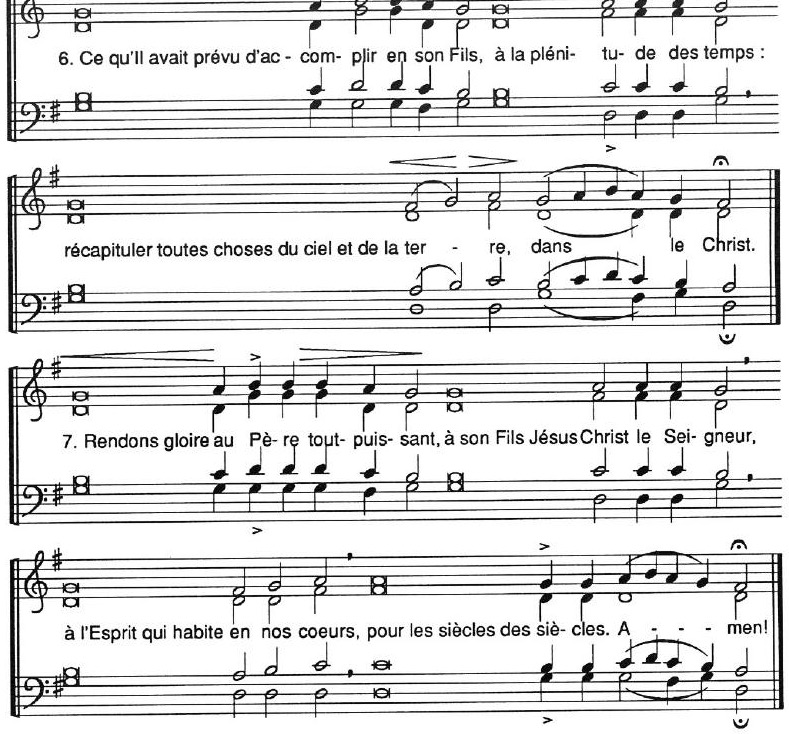 6. Ce qu'Il avait prévu d'ac - com- plir en son Fils, à la pléni- tu- de des temps :
récapituler toutes choses du ciel et de la ter - re, dans le Christ.
7. Rendons gloire au Pè- re tout- puis- sant, à son Fils Jésus Christ le Sei- gneur,
à l'Esprit qui habite en nos coeurs, pour les siècles des siè- cles. A - - - men!